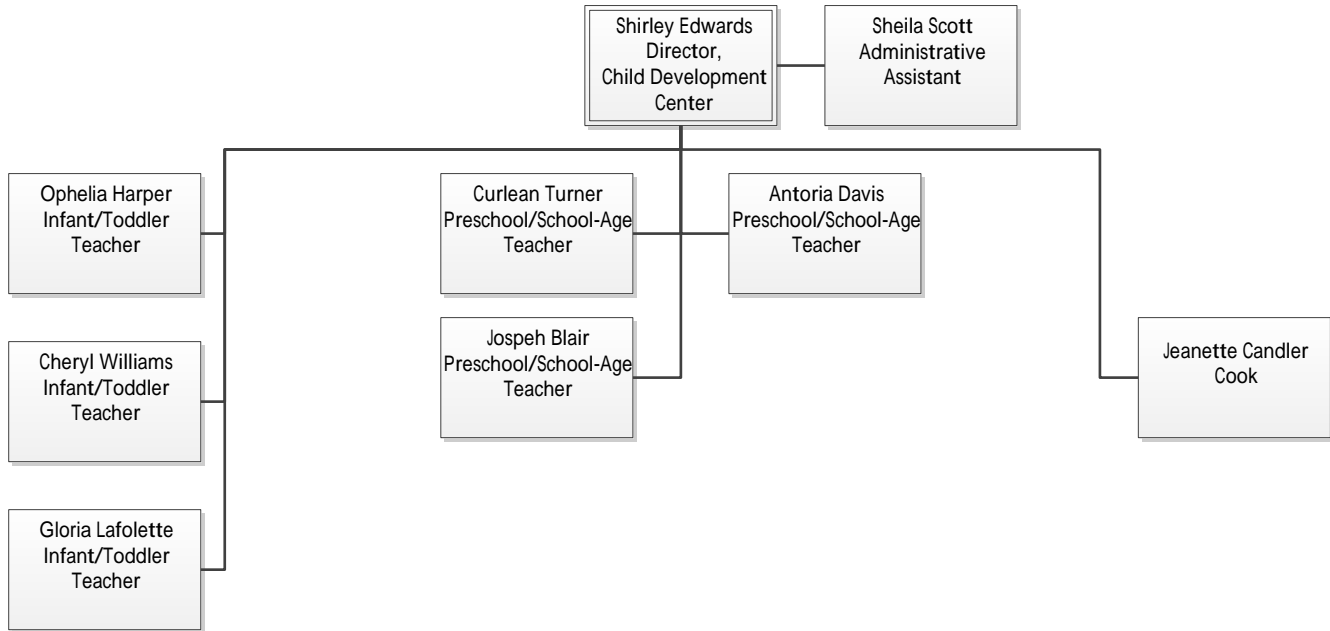 Shirley Edwards
Director,
Child Development
Center
Sheila Scott
Administrative
Assistant
Ophelia Harper
Infant/Toddler
Teacher
Curlean Turner
Preschool/School-Age
Teacher
Antoria Davis
Preschool/School-Age
Teacher
Cheryl Williams
Infant/Toddler
Teacher
Jospeh Blair
Preschool/School-Age
Teacher
Jeanette Candler
Cook
Gloria Lafolette
Infant/Toddler
Teacher